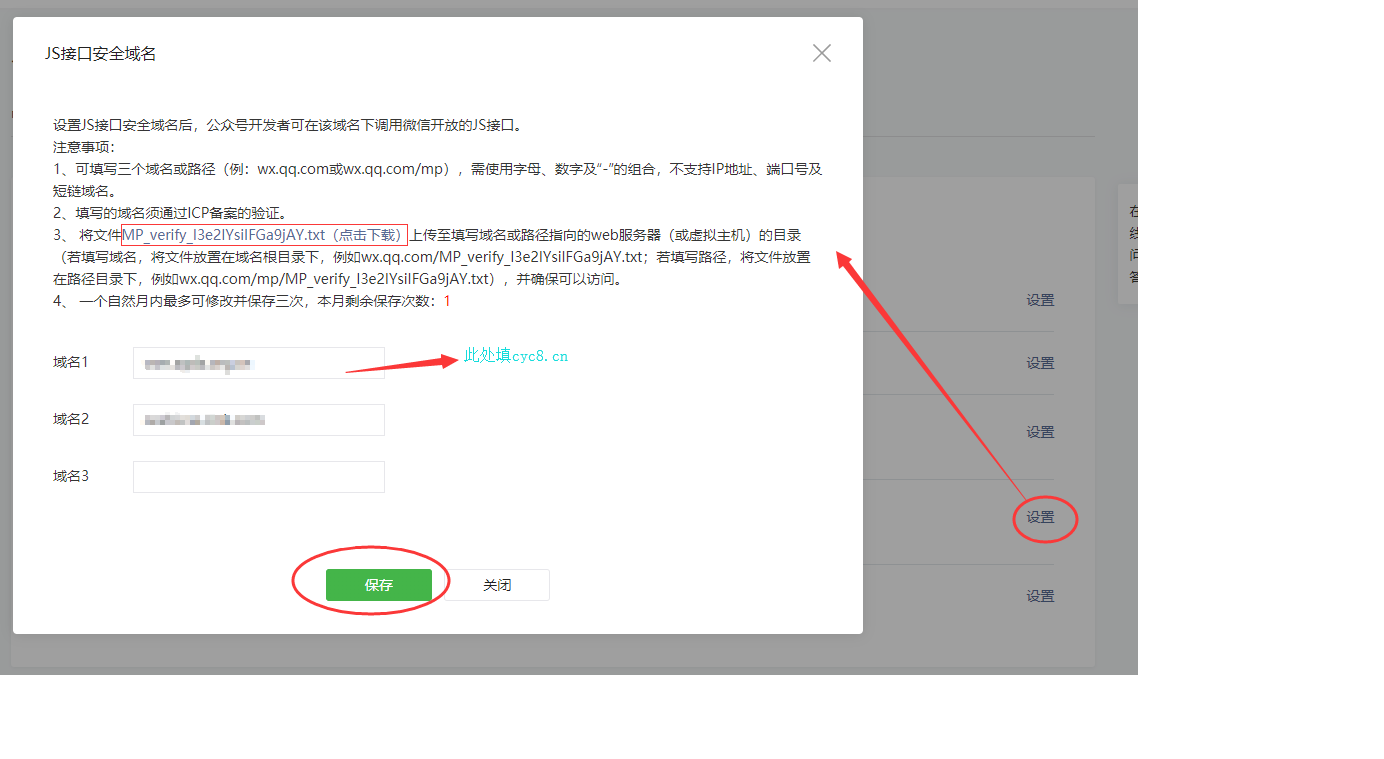 JS接口安全域名
设置JS接口安全域名后，公众号开发者可在该域名下调用微信开放的JS接口。
注意事项：
1、可填写三个域名或路径（例：wx.qq.com或wx.qq.com/mp），需使用字母、数字及“-”的组合，不支持IP地址、端口号及
短链域名。
2、填写的域名须通过ICP备案的验证。
3、 将文件MP_verify_I3e2IYsiIFGa9jAY.txt（点击下载）上传至填写域名或路径指向的web服务器（或虚拟主机）的目录
（若填写域名，将文件放置在域名根目录下，例如wx.qq.com/MP_verify_I3e2IYsiIFGa9jAY.txt；若填写路径，将文件放置
在路径目录下，例如wx.qq.com/mp/MP_verify_I3e2IYsiIFGa9jAY.txt），并确保可以访问。
4、 一个自然月内最多可修改并保存三次，本月剩余保存次数：1
域名1
此处填cyc8.cn
域名2
域名3
保存
关闭
设置
设置
设置
设置
设置
在
线
问
答